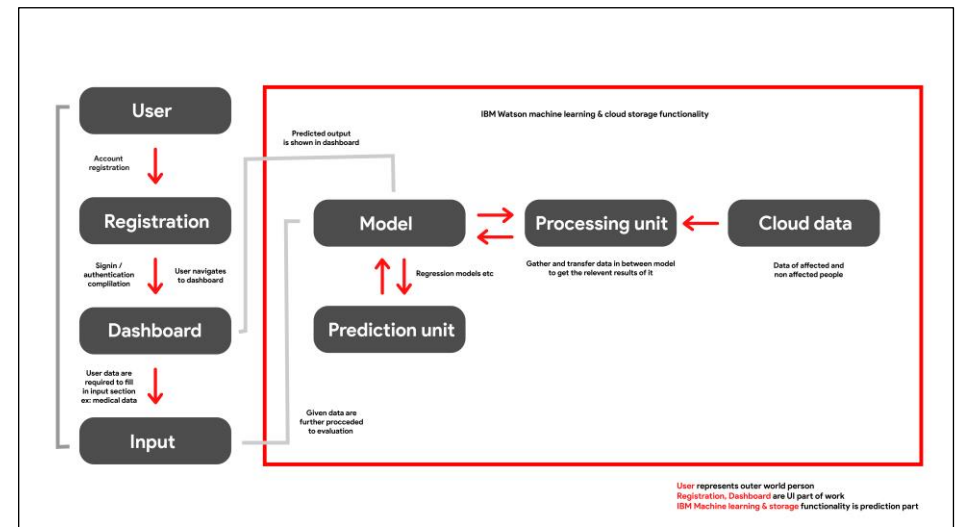 User
IBM Watson machine learning & cloud storage functionality
Predicted output
is shown in dashboard
Account
registration
Registration
Model
Processing unit
Cloud data
Signin /
authentication
complilation
User navigates
to dashboard
Regression models etc
Gather and transfer data in between model
to get the relevent results of it
Data of affected and
non affected people
Dashboard
Prediction unit
User data are
required to fill
in input section
ex: medical data
Given data are
further procceded
to evaluation
Input
User represents outer world person
Registration, Dashboard are UI part of work
IBM Machine learning & storage functionality is prediction part